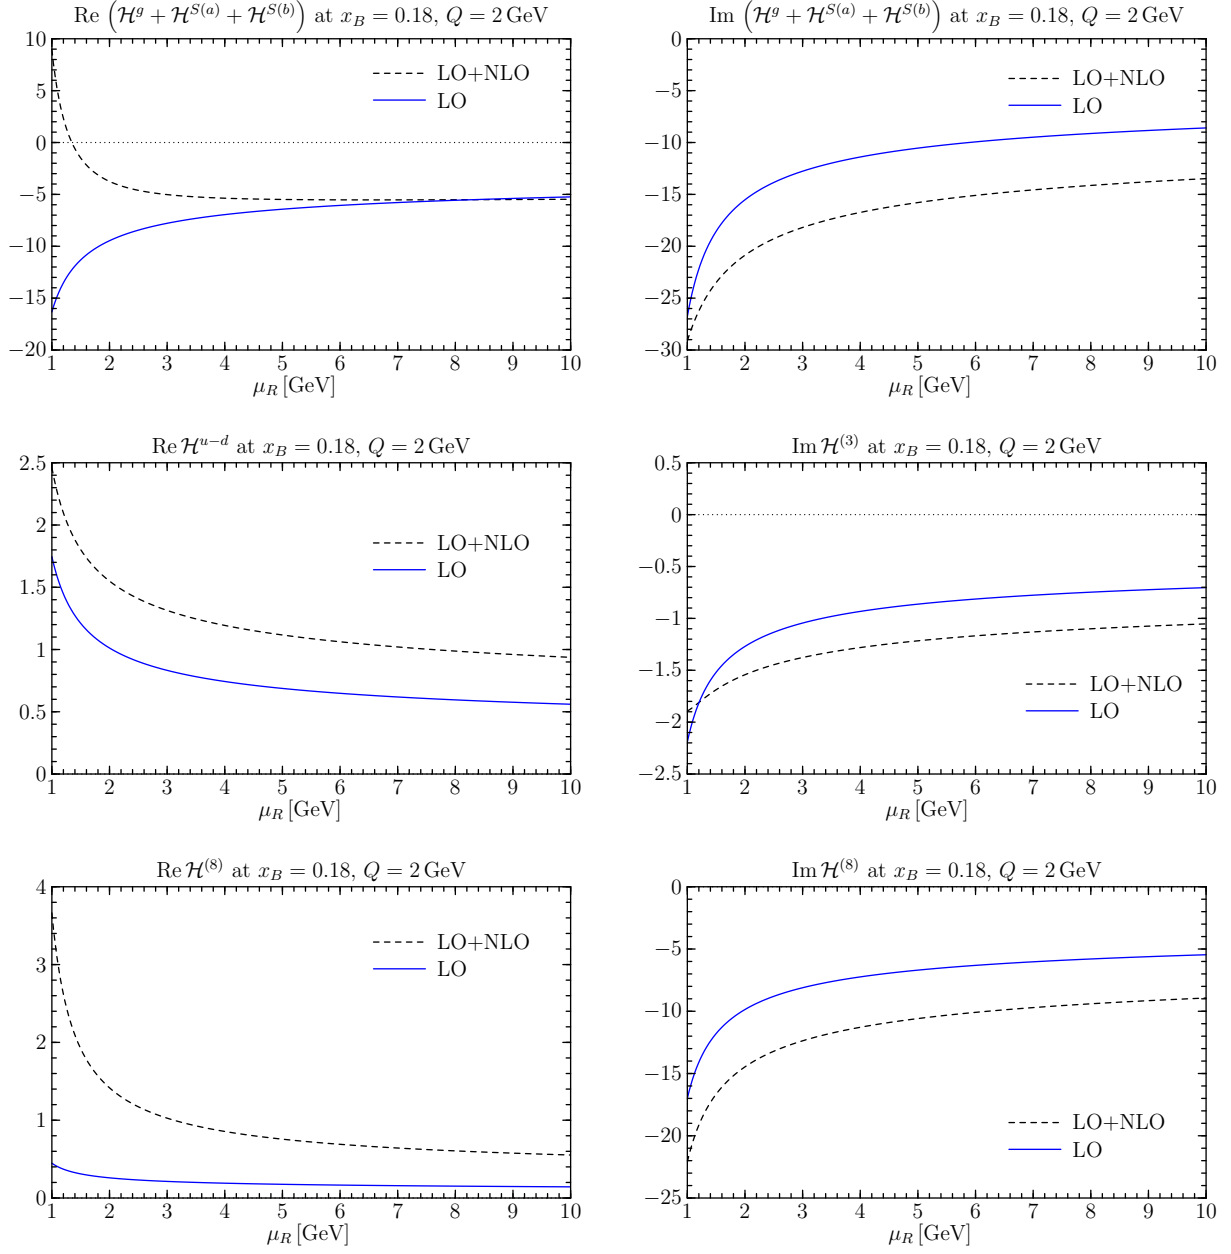 Re (ℋ^g + ℋ^{S(a)} + ℋ^{S(b)}) at x_B = 0.18, Q = 2 GeV
10
5
0
−5
−10
−15
−20
LO+NLO
LO
1 2 3 4 5 6 7 8 9 10
μ_R [GeV]
Im (ℋ^g + ℋ^{S(a)} + ℋ^{S(b)}) at x_B = 0.18, Q = 2 GeV
0
−5
−10
−15
−20
−25
−30
LO+NLO
LO
1 2 3 4 5 6 7 8 9 10
μ_R [GeV]
Re ℋ^{u−d} at x_B = 0.18, Q = 2 GeV
2.5
2
1.5
1
0.5
0
LO+NLO
LO
1 2 3 4 5 6 7 8 9 10
μ_R [GeV]
Im ℋ^{(3)} at x_B = 0.18, Q = 2 GeV
0.5
0
−0.5
−1
−1.5
−2
−2.5
LO+NLO
LO
1 2 3 4 5 6 7 8 9 10
μ_R [GeV]
Re ℋ^{(8)} at x_B = 0.18, Q = 2 GeV
4
3
2
1
0
LO+NLO
LO
1 2 3 4 5 6 7 8 9 10
μ_R [GeV]
Im ℋ^{(8)} at x_B = 0.18, Q = 2 GeV
0
−5
−10
−15
−20
−25
LO+NLO
LO
1 2 3 4 5 6 7 8 9 10
μ_R [GeV]